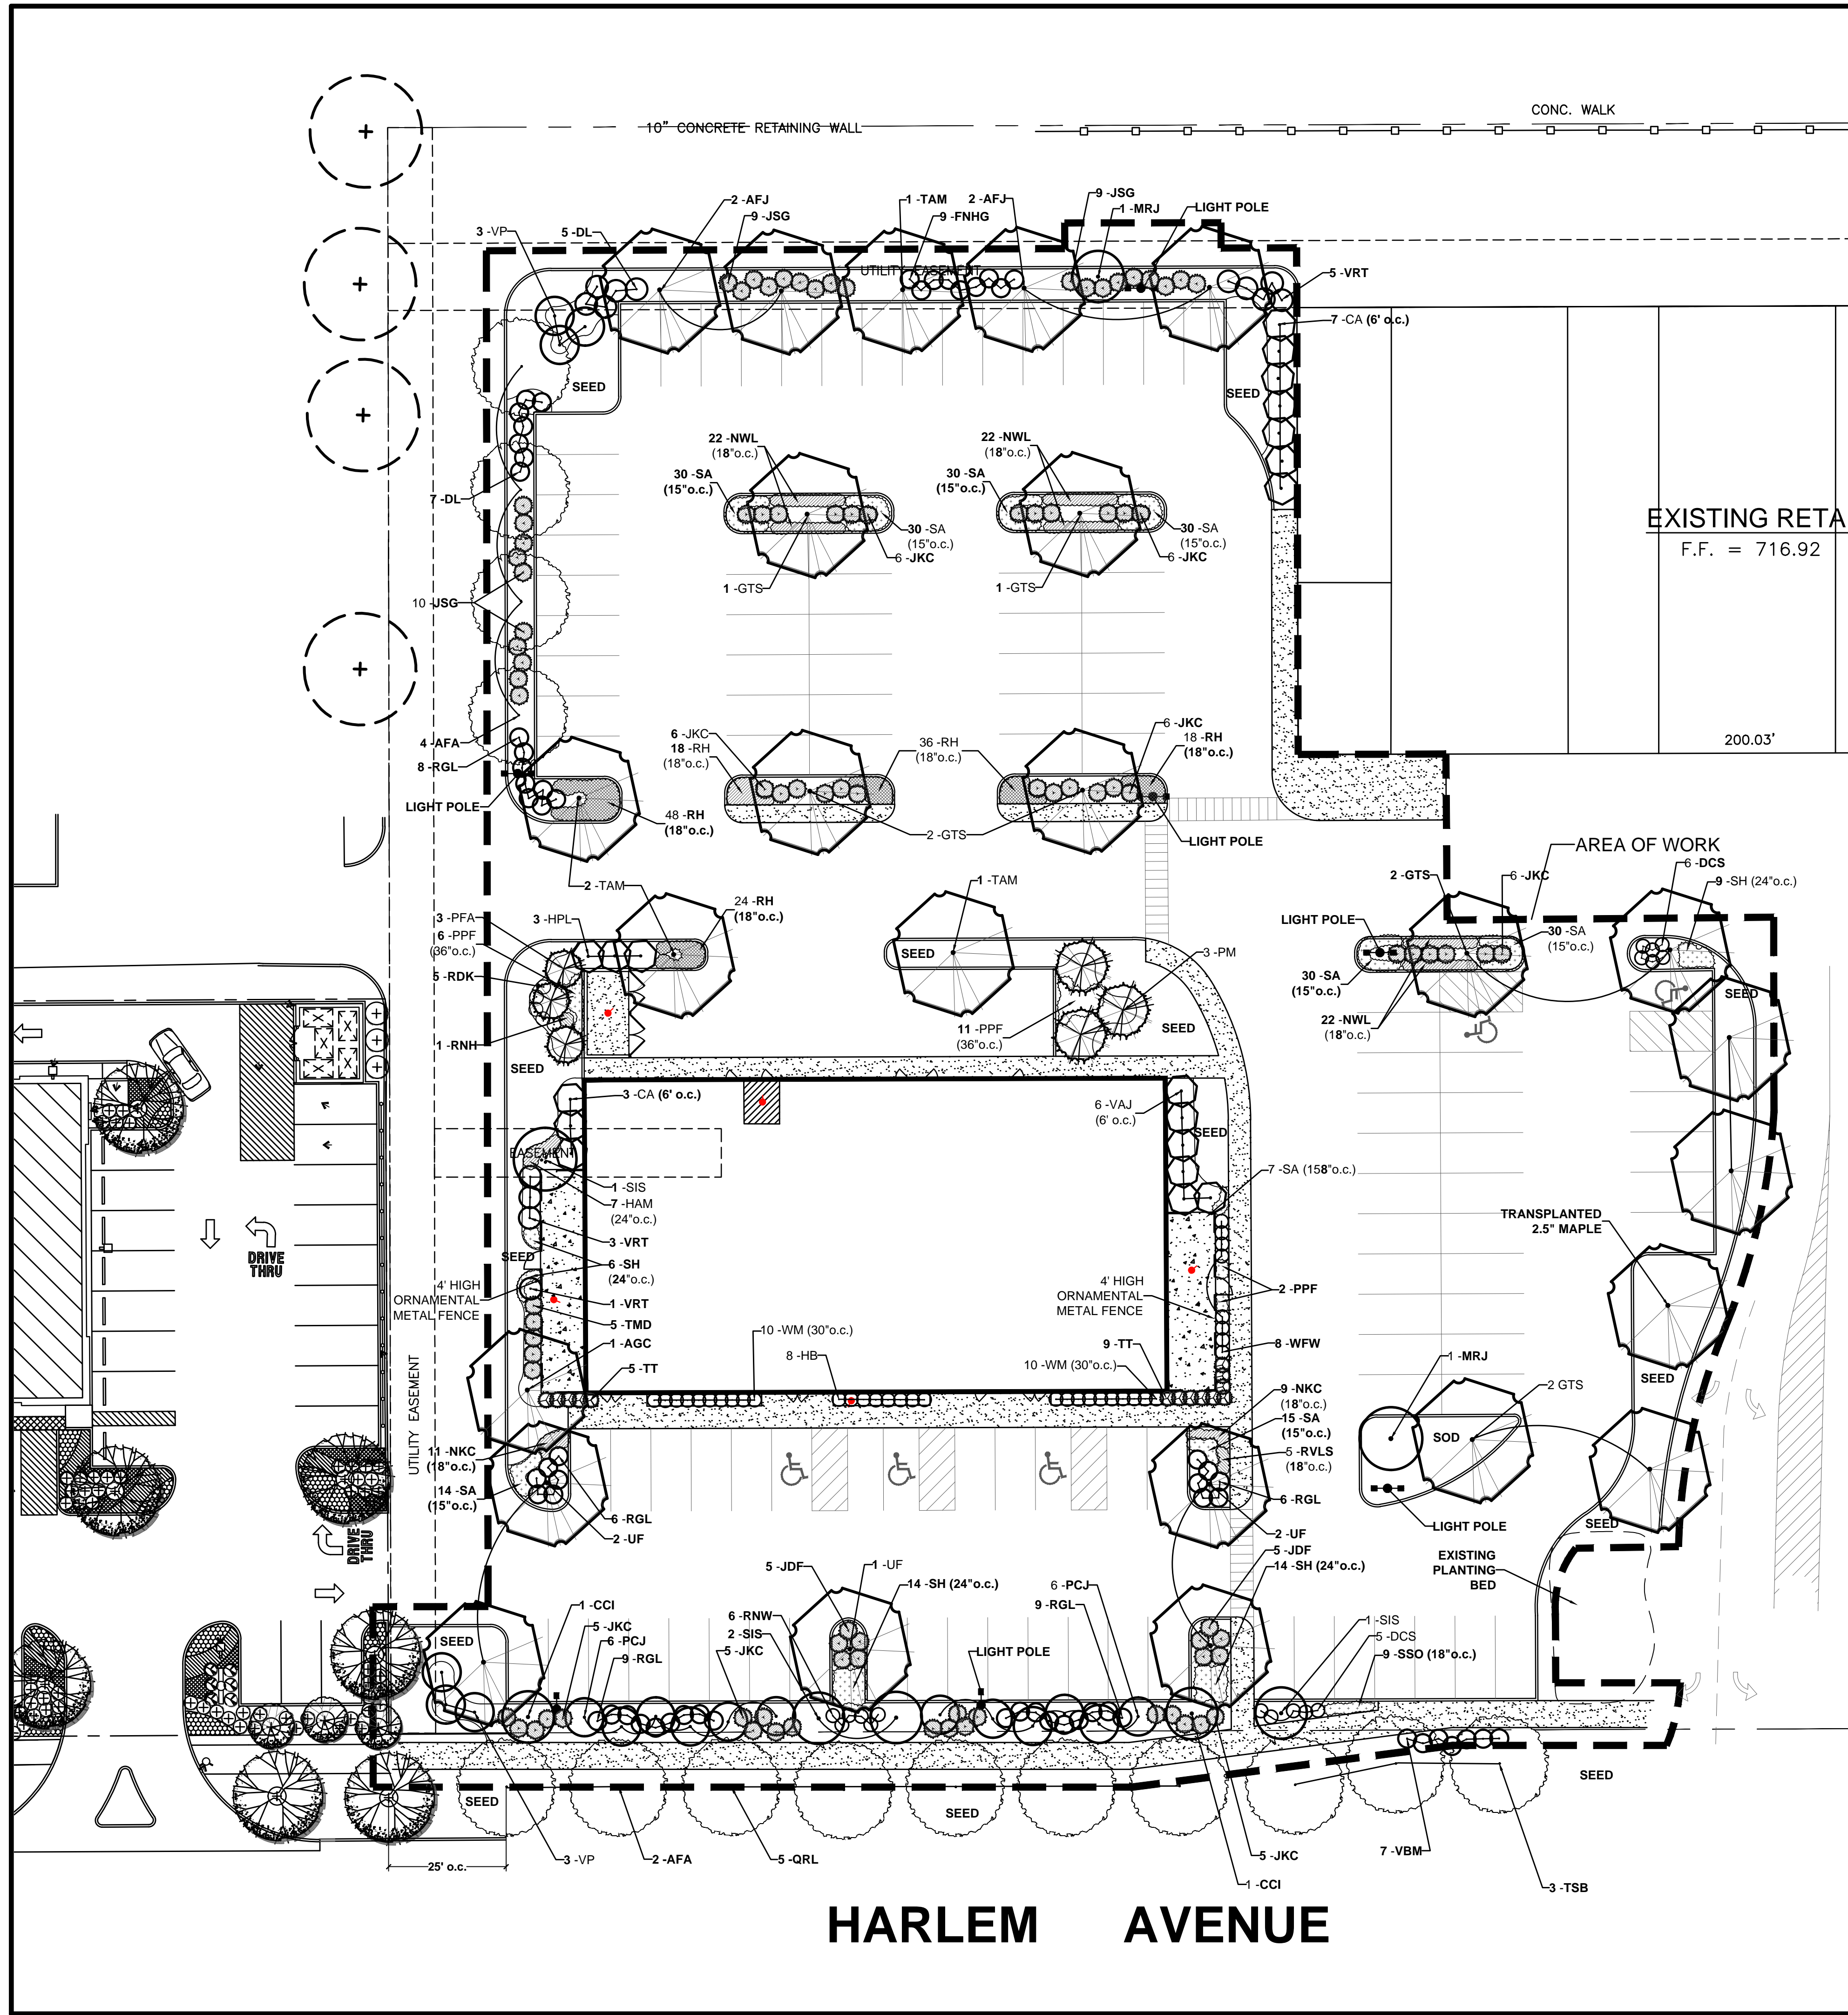 CONC. WALK
10" CONCRETE RETAINING WALL
2 -AFJ
9 -JSG
1 -TAM
9 -FNHG
2 -AFJ
9 -JSG
1 -MRJ
LIGHT POLE
3 -VP
5 -DL
UTILITY EASEMENT
5 -VRT
7 -CA (6' o.c.)
SEED
SEED
22 -NWL
(18"o.c.)
30 -SA
(15"o.c.)
22 -NWL
(18"o.c.)
30 -SA
(15"o.c.)
7 -DL
30 -SA
(15"o.c.)
6 -JKC
30 -SA
(15"o.c.)
6 -JKC
1 -GTS
1 -GTS
EXISTING RETA
F.F. = 716.92
10 -JSG
4 -AFA
8 -RGL
LIGHT POLE
6 -JKC
18 -RH
(18"o.c.)
36 -RH
(18"o.c.)
6 -JKC
18 -RH
(18"o.c.)
200.03'
48 -RH
(18"o.c.)
2 -GTS
LIGHT POLE
AREA OF WORK
2 -TAM
1 -TAM
2 -GTS
6 -JKC
6 -DCS
9 -SH (24"o.c.)
3 -PFA
6 -PPF
(36"o.c.)
5 -RDK
1 -RNH
3 -HPL
24 -RH
(18"o.c.)
SEED
3 -PM
11 -PPF
(36"o.c.)
SEED
LIGHT POLE
30 -SA
(15"o.c.)
30 -SA
(15"o.c.)
22 -NWL
(18"o.c.)
SEED
SEED
3 -CA (6' o.c.)
6 -VAJ
(6' o.c.)
SEED
EASEMENT
1 -SIS
7 -HAM
(24"o.c.)
3 -VRT
7 -SA (158"o.c.)
TRANSPLANTED
2.5" MAPLE
DRIVE
THRU
SEED
6 -SH
(24"o.c.)
4' HIGH
ORNAMENTAL
METAL FENCE
1 -VRT
5 -TMD
1 -AGC
5 -TT
4' HIGH
ORNAMENTAL
METAL FENCE
2 -PPF
10 -WM (30"o.c.)
8 -HB
9 -TT
10 -WM (30"o.c.)
8 -WFW
1 -MRJ
2 GTS
SEED
UTILITY EASEMENT
9 -NKC
(18"o.c.)
15 -SA
(15"o.c.)
5 -RVLS
(18"o.c.)
6 -RGL
2 -UF
SOD
11 -NKC
(18"o.c.)
14 -SA
(15"o.c.)
6 -RGL
2 -UF
LIGHT POLE
SEED
DRIVE
THRU
EXISTING
PLANTING
BED
5 -JDF
1 -UF
14 -SH (24"o.c.)
5 -JDF
14 -SH (24"o.c.)
SEED
1 -CCI
5 -JKC
6 -PCJ
9 -RGL
6 -RNW
2 -SIS
5 -JKC
6 -PCJ
9 -RGL
LIGHT POLE
1 -SIS
5 -DCS
9 -SSO (18"o.c.)
SEED
SEED
SEED
25' o.c.
3 -VP
2 -AFA
5 -QRL
5 -JKC
1 -CCI
7 -VBM
3 -TSB
HARLEM AVENUE